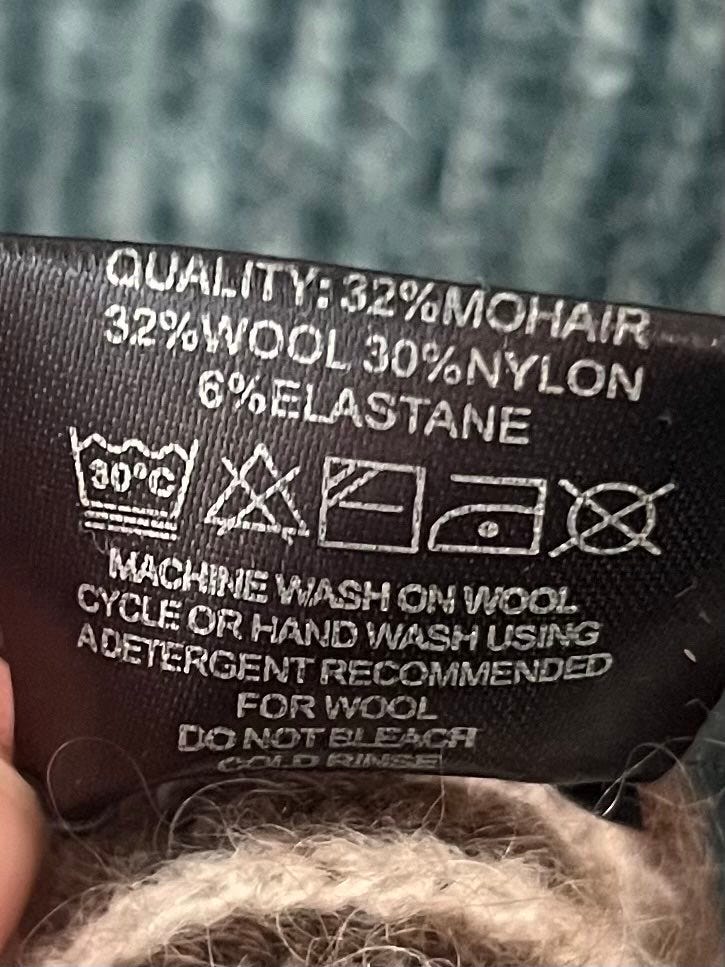 QUALITY: 32%MOHAIR
32%WOOL 30%NYLON
6%ELASTANE
30°C
MACHINE WASH ON WOOL
CYCLE OR HAND WASH USING
A DETERGENT RECOMMENDED
FOR WOOL
DO NOT BLEACH
COLD RINSE